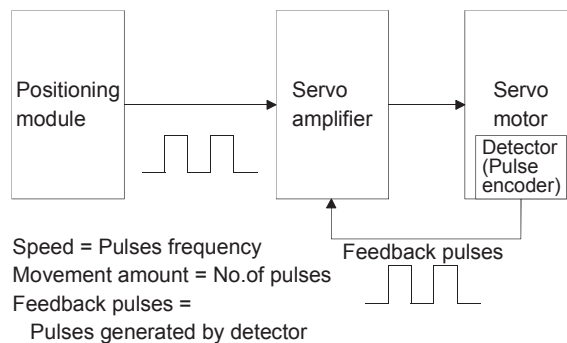 Positioning
module
Servo
amplifier
Servo
motor
Detector
(Pulse
encoder)
Feedback pulses
Speed = Pulses frequency
Movement amount = No.of pulses
Feedback pulses =
Pulses generated by detector